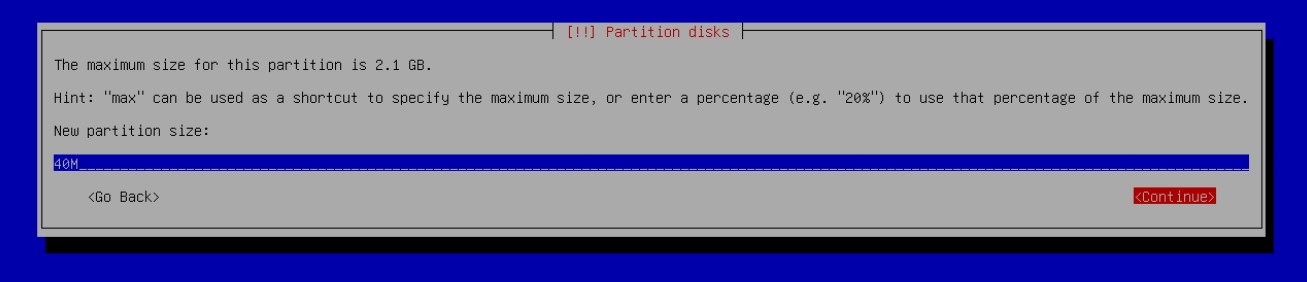 [!!] Partition disks
The maximum size for this partition is 2.1 GB.
Hint: "max" can be used as a shortcut to specify the maximum size, or enter a percentage (e.g. "20%") to use that percentage of the maximum size.
New partition size:
40M
<Go Back> <Continue>